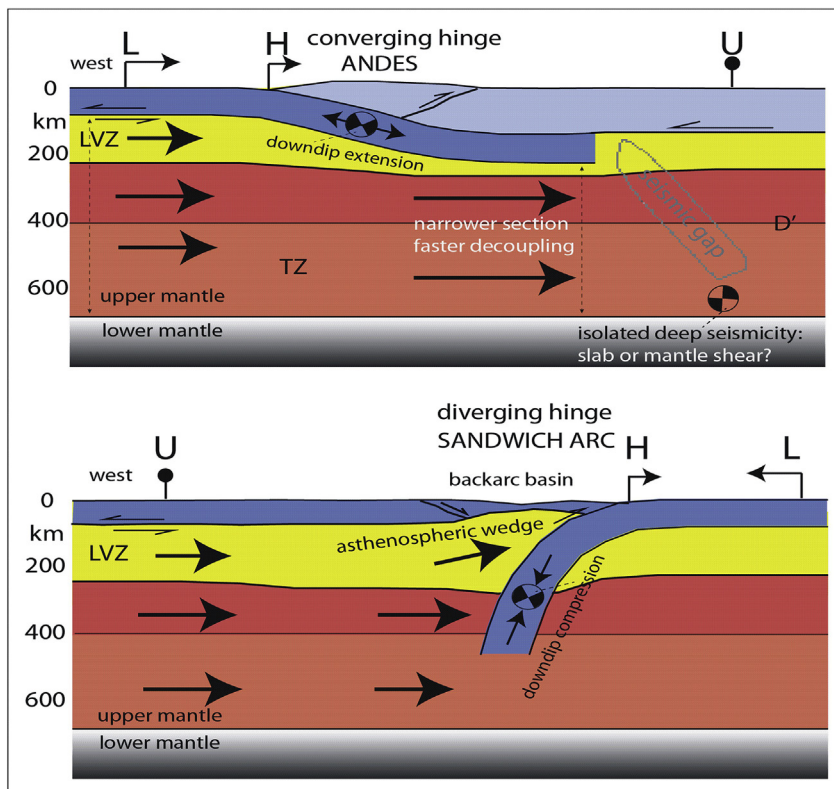 L
H
converging hinge
ANDES
U
west
0
km
200
400
600
LVZ
downdip extension
seismic gap
narrower section
faster decoupling
D'
TZ
upper mantle
lower mantle
isolated deep seismicity:
slab or mantle shear?
diverging hinge
SANDWICH ARC
U
H
L
west
backarc basin
0
km
200
400
600
LVZ
asthenospheric wedge
downdip compression
upper mantle
lower mantle